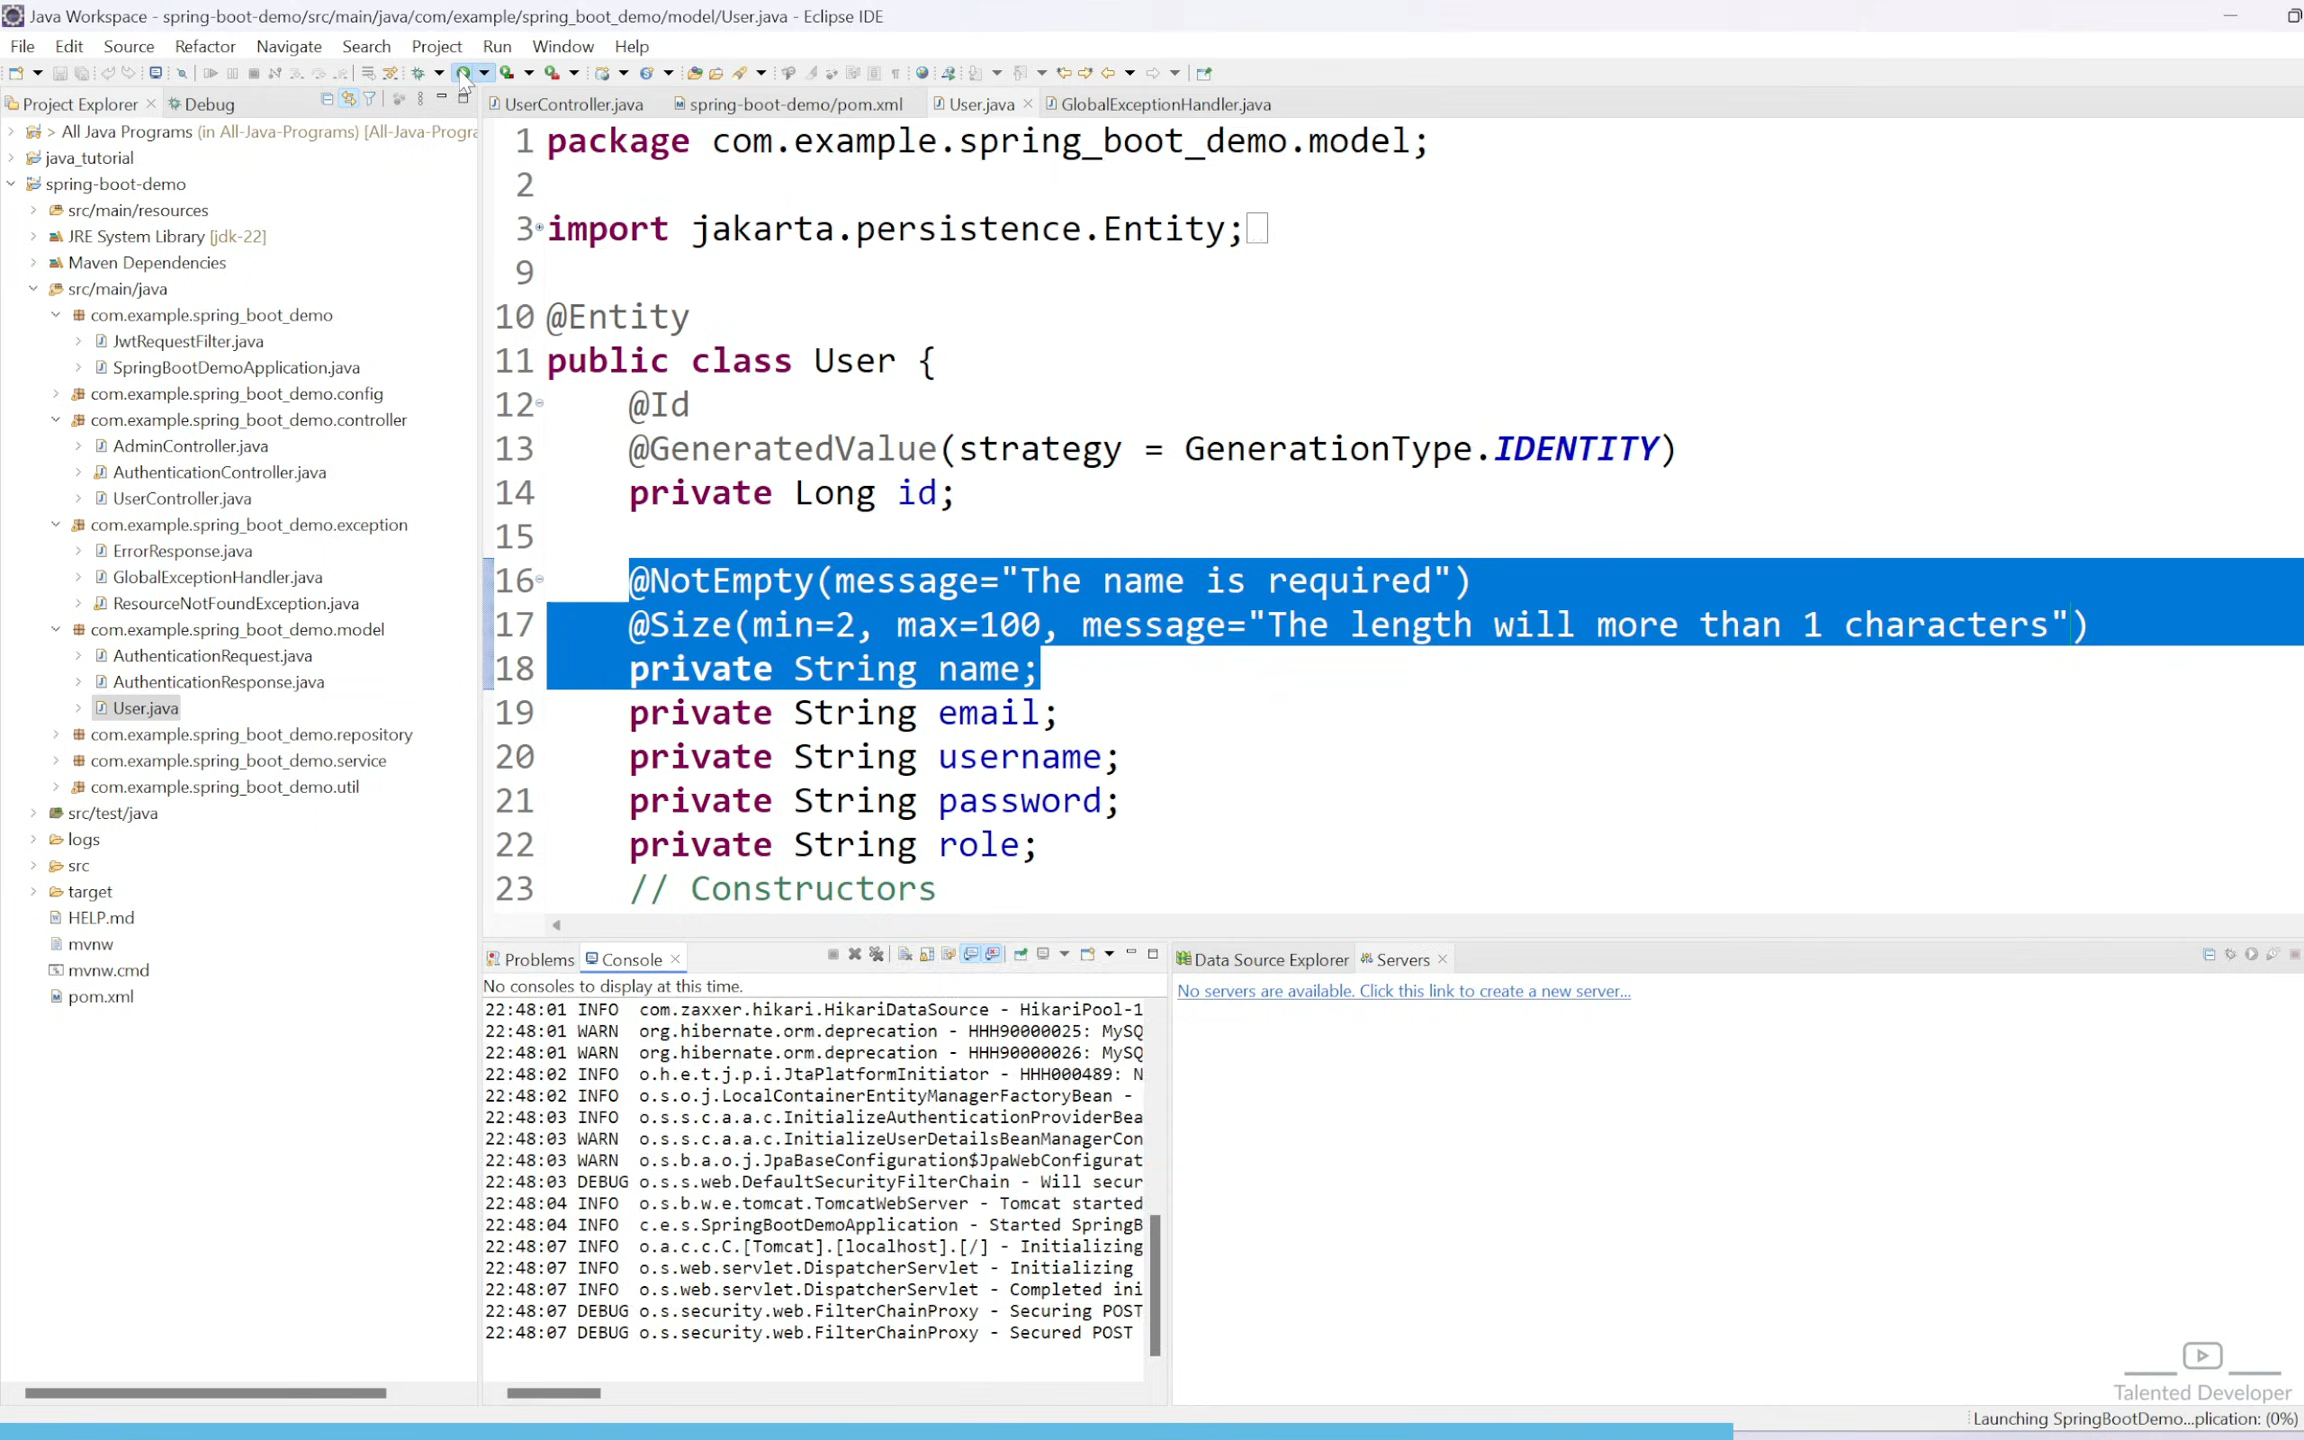 Java Workspace - spring-boot-demo/src/main/java/com/example/spring_boot_demo/model/User.java - Eclipse IDE
File Edit Source Refactor Navigate Search Project Run Window Help
Project Explorer Debug
UserController.java spring-boot-demo/pom.xml User.java GlobalExceptionHandler.java
> All Java Programs (in All-Java-Programs) [All-Java-Progra
java_tutorial
spring-boot-demo
src/main/resources
JRE System Library [jdk-22]
Maven Dependencies
src/main/java
com.example.spring_boot_demo
JwtRequestFilter.java
SpringBootDemoApplication.java
com.example.spring_boot_demo.config
com.example.spring_boot_demo.controller
AdminController.java
AuthenticationController.java
UserController.java
com.example.spring_boot_demo.exception
ErrorResponse.java
GlobalExceptionHandler.java
ResourceNotFoundException.java
com.example.spring_boot_demo.model
AuthenticationRequest.java
AuthenticationResponse.java
User.java
com.example.spring_boot_demo.repository
com.example.spring_boot_demo.service
com.example.spring_boot_demo.util
src/test/java
logs
src
target
HELP.md
mvnw
mvnw.cmd
pom.xml
1 package com.example.spring_boot_demo.model;
2
3 import jakarta.persistence.Entity;
9
10 @Entity
11 public class User {
12 @Id
13 @GeneratedValue(strategy = GenerationType.IDENTITY)
14 private Long id;
15
16 @NotEmpty(message="The name is required")
17 @Size(min=2, max=100, message="The length will more than 1 characters")
18 private String name;
19 private String email;
20 private String username;
21 private String password;
22 private String role;
23 // Constructors
Problems Console
No consoles to display at this time.
22:48:01 INFO com.zaxxer.hikari.HikariDataSource - HikariPool-1
22:48:01 WARN org.hibernate.orm.deprecation - HHH90000025: MySQ
22:48:01 WARN org.hibernate.orm.deprecation - HHH90000026: MySQ
22:48:02 INFO o.h.e.t.j.p.i.JtaPlatformInitiator - HHH000489: N
22:48:02 INFO o.s.o.j.LocalContainerEntityManagerFactoryBean -
22:48:03 INFO o.s.s.c.a.a.c.InitializeAuthenticationProviderBea
22:48:03 WARN o.s.s.c.a.a.c.InitializeUserDetailsBeanManagerCon
22:48:03 WARN o.s.b.a.o.j.JpaBaseConfiguration$JpaWebConfigurat
22:48:03 DEBUG o.s.s.web.DefaultSecurityFilterChain - Will secur
22:48:04 INFO o.s.b.w.e.tomcat.TomcatWebServer - Tomcat started
22:48:04 INFO c.e.s.SpringBootDemoApplication - Started SpringB
22:48:07 INFO o.a.c.c.C.[Tomcat].[localhost].[/] - Initializing
22:48:07 INFO o.s.web.servlet.DispatcherServlet - Initializing
22:48:07 INFO o.s.web.servlet.DispatcherServlet - Completed ini
22:48:07 DEBUG o.s.security.web.FilterChainProxy - Securing POST
22:48:07 DEBUG o.s.security.web.FilterChainProxy - Secured POST
Data Source Explorer Servers
No servers are available. Click this link to create a new server...
Talented Developer
Launching SpringBootDemo...plication: (0%)